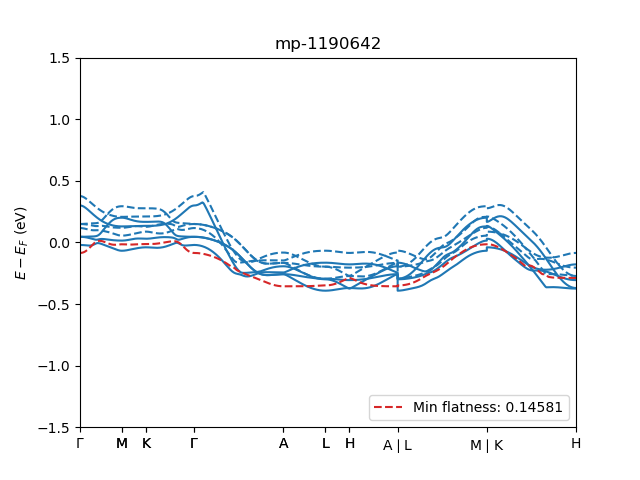 mp-1190642
E − E_F (eV)
1.5
1.0
0.5
0.0
−0.5
−1.0
−1.5
Min flatness: 0.14581
Γ M K Γ A L H A | L M | K H